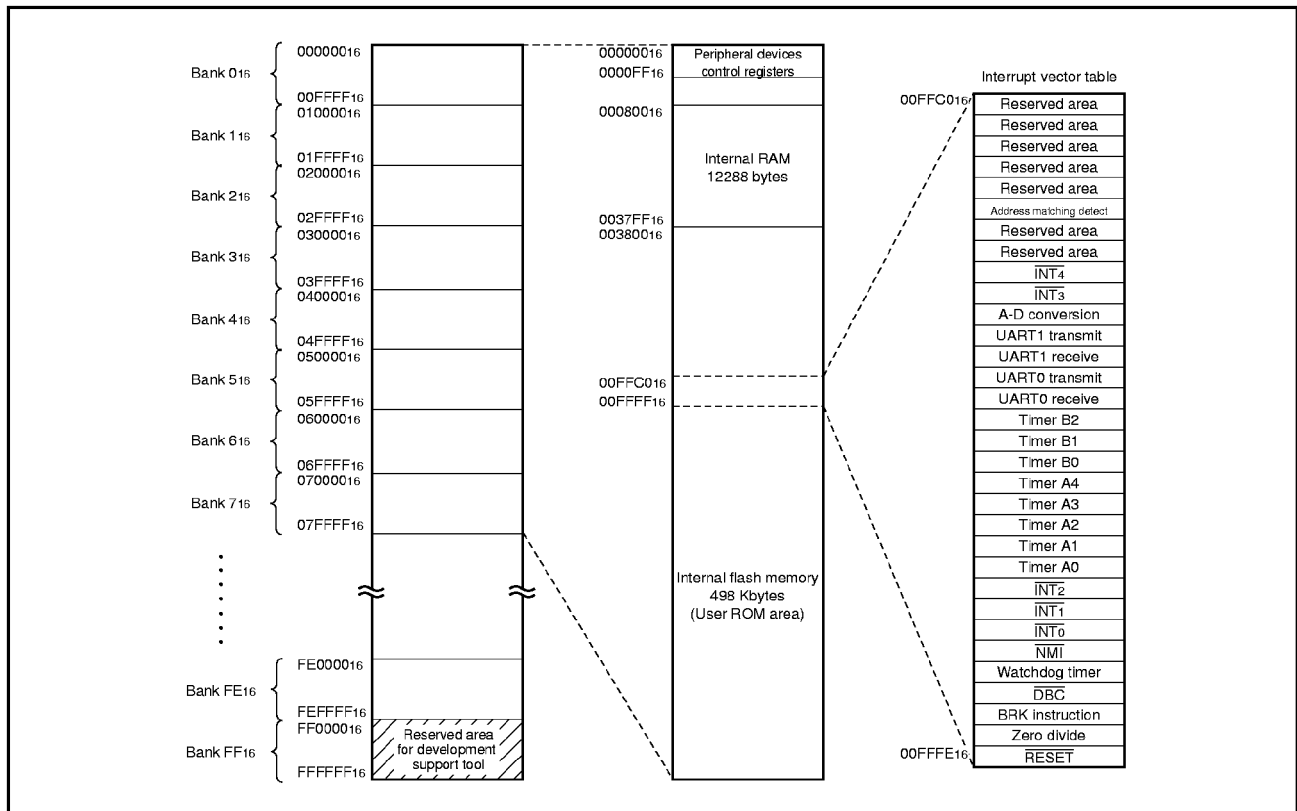 Bank 016
Bank 116
Bank 216
Bank 316
Bank 416
Bank 516
Bank 616
Bank 716
Bank FE16
Bank FF16
00000016
00FFFF16
01000016
01FFFF16
02000016
02FFFF16
03000016
03FFFF16
04000016
04FFFF16
05000016
05FFFF16
06000016
06FFFF16
07000016
07FFFF16
FE000016
FEFFFF16
FF000016
FFFFFF16
Reserved area
for development
support tool
00000016
0000FF16
00080016
0037FF16
00380016
00FFC016
00FFFF16
Peripheral devices
control registers
Internal RAM
12288 bytes
Internal flash memory
498 Kbytes
(User ROM area)
Interrupt vector table
00FFC016
Reserved area
Reserved area
Reserved area
Reserved area
Reserved area
Address matching detect
Reserved area
Reserved area
INT4
INT3
A-D conversion
UART1 transmit
UART1 receive
UART0 transmit
UART0 receive
Timer B2
Timer B1
Timer B0
Timer A4
Timer A3
Timer A2
Timer A1
Timer A0
INT2
INT1
INT0
NMI
Watchdog timer
DBC
BRK instruction
Zero divide
00FFFE16
RESET